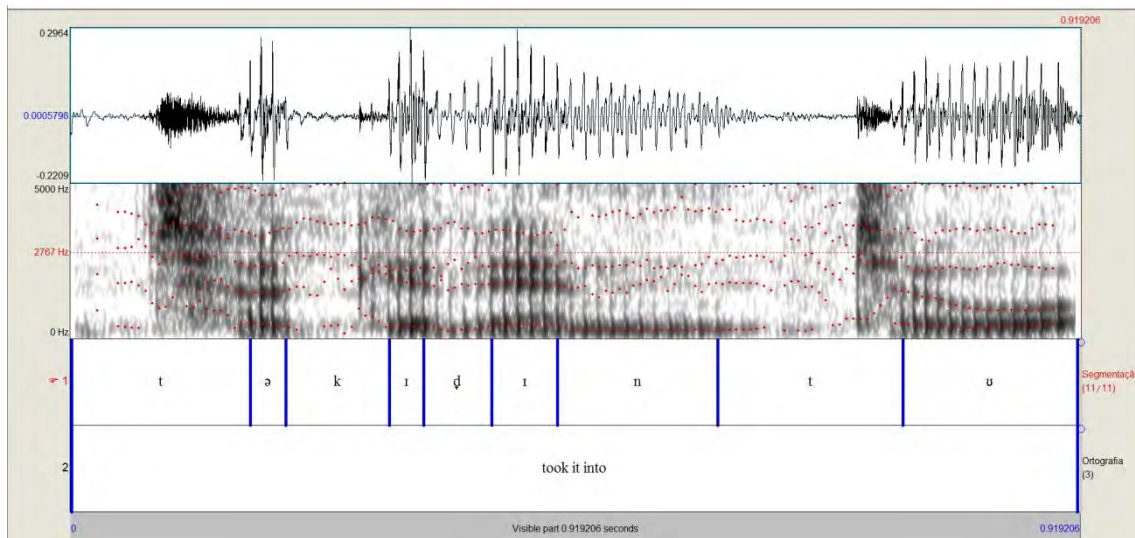 0.919206
0.2964
0.0005798
-0.2209
5000 Hz
2767 Hz
0 Hz
1 t ə k ɪ d̬ ɪ n t ʊ Segmentação (11/11)
2 took it into Ortografia (3)
0 Visible part 0.919206 seconds 0.919206